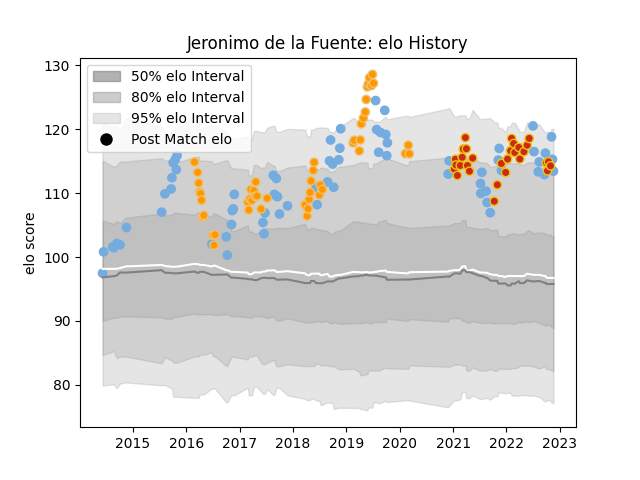 Jeronimo de la Fuente: elo History
50% elo Interval
80% elo Interval
95% elo Interval
Post Match elo
elo score
130
120
110
100
90
80
2015 2016 2017 2018 2019 2020 2021 2022 2023